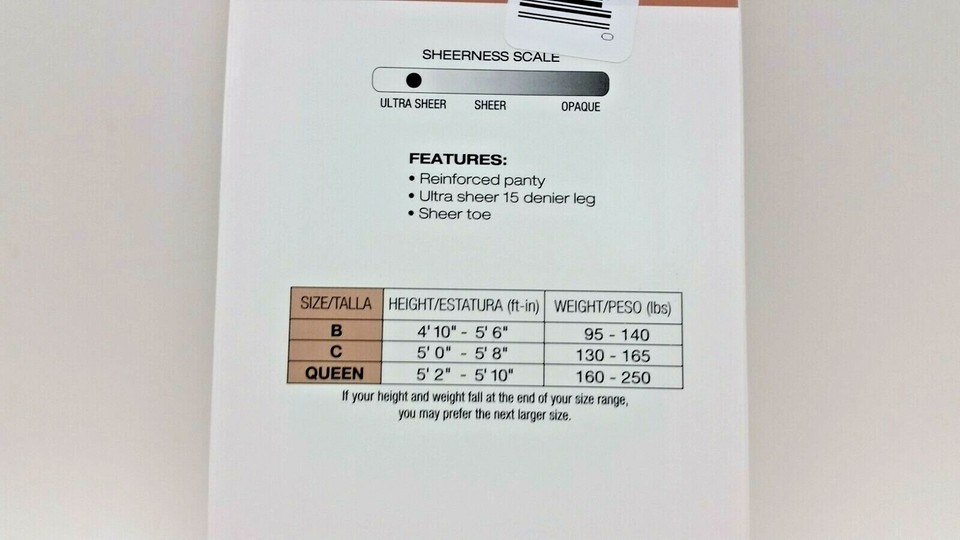 SHEERNESS SCALE
ULTRA SHEER SHEER OPAQUE
FEATURES:
• Reinforced panty
• Ultra sheer 15 denier leg
• Sheer toe
SIZE/TALLA HEIGHT/ESTATURA (ft-in) WEIGHT/PESO (lbs)
B 4' 10" - 5' 6" 95 - 140
C 5' 0" - 5' 8" 130 - 165
QUEEN 5' 2" - 5' 10" 160 - 250
If your height and weight fall at the end of your size range,
you may prefer the next larger size.